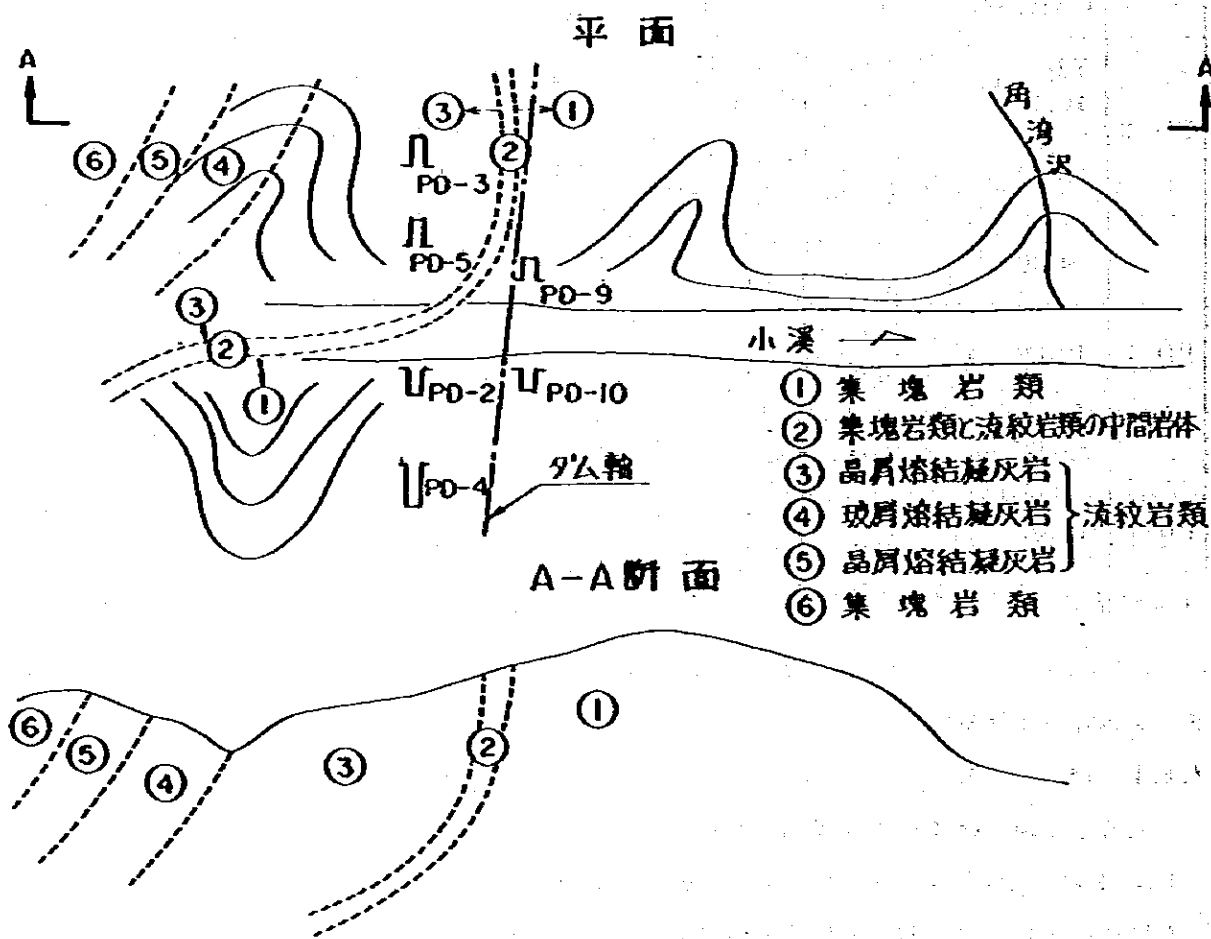 平面
A
A
角
湾
沢
③
①
⑥
⑤
④
②
PD-3
PD-5
PD-9
③
②
小溪
①
PD-2
PD-10
PD-4
ダム軸
① 集塊岩類
② 集塊岩類と流紋岩類の中間岩体
③ 晶屑熔結凝灰岩
④ 玻屑熔結凝灰岩
⑤ 晶屑熔結凝灰岩
流紋岩類
⑥ 集塊岩類
A-A断面
⑥
⑤
④
③
②
①